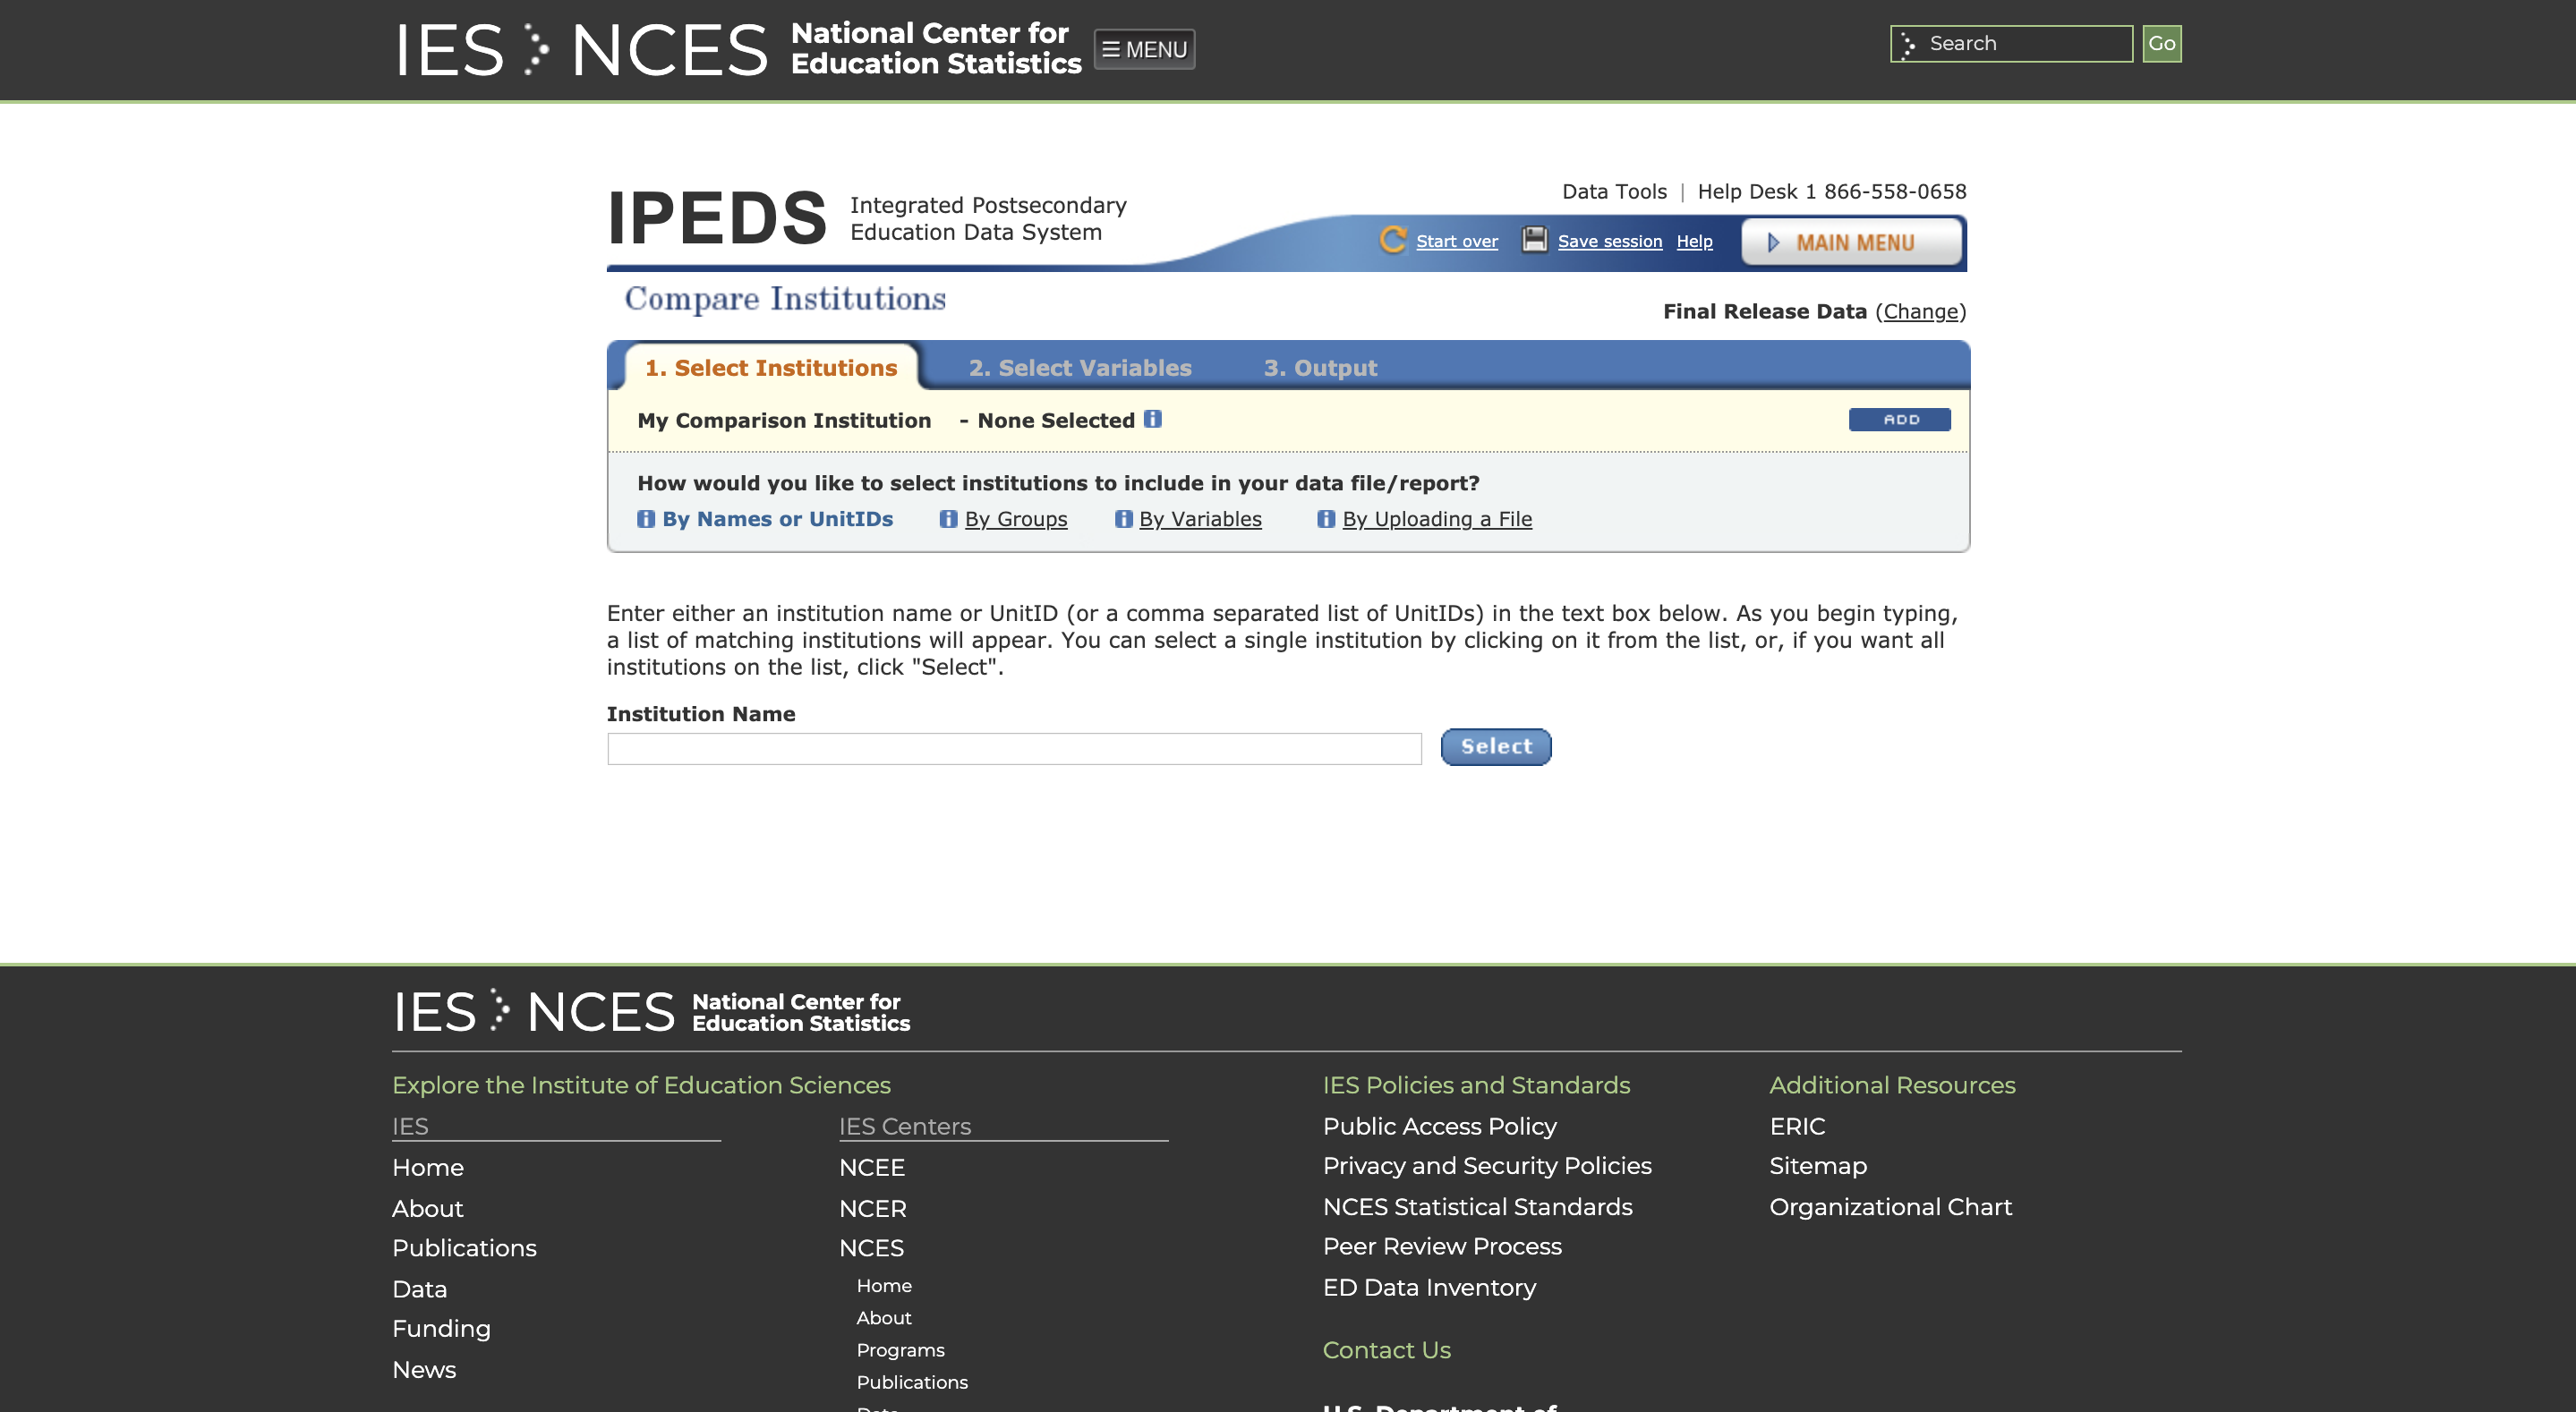 IES NCES National Center for Education Statistics
☰ MENU
Search
Go
Data Tools | Help Desk 1 866-558-0658
IPEDS Integrated Postsecondary Education Data System
Start over
Save session
Help
MAIN MENU
Compare Institutions
Final Release Data (Change)
1. Select Institutions
2. Select Variables
3. Output
My Comparison Institution - None Selected
ADD
How would you like to select institutions to include in your data file/report?
By Names or UnitIDs
By Groups
By Variables
By Uploading a File
Enter either an institution name or UnitID (or a comma separated list of UnitIDs) in the text box below. As you begin typing,
a list of matching institutions will appear. You can select a single institution by clicking on it from the list, or, if you want all
institutions on the list, click "Select".
Institution Name
Select
IES NCES National Center for Education Statistics
Explore the Institute of Education Sciences
IES
Home
About
Publications
Data
Funding
News
IES Centers
NCEE
NCER
NCES
Home
About
Programs
Publications
IES Policies and Standards
Public Access Policy
Privacy and Security Policies
NCES Statistical Standards
Peer Review Process
ED Data Inventory
Contact Us
U.S. Department of
Additional Resources
ERIC
Sitemap
Organizational Chart